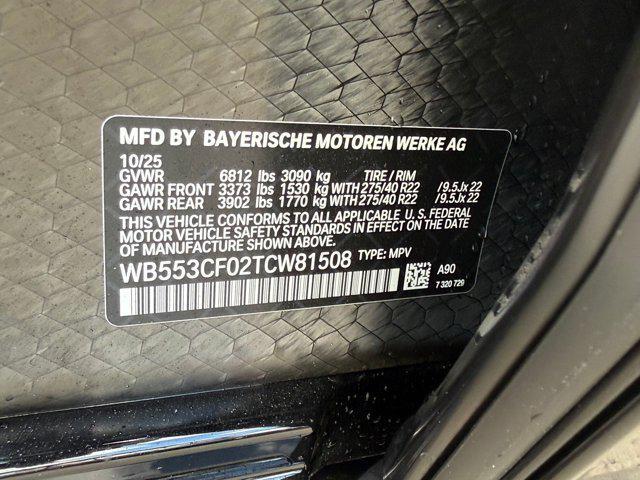 MFD BY BAYERISCHE MOTOREN WERKE AG
10/25
GVWR 6812 lbs 3090 kg TIRE / RIM
GAWR FRONT 3373 lbs 1530 kg WITH 275/40 R22 /9.5Jx 22
GAWR REAR 3902 lbs 1770 kg WITH 275/40 R22 /9.5Jx 22
THIS VEHICLE CONFORMS TO ALL APPLICABLE U. S. FEDERAL
MOTOR VEHICLE SAFETY STANDARDS IN EFFECT ON THE DATE
OF MANUFACTURE SHOWN ABOVE.
WB553CF02TCW81508 TYPE: MPV
A90
7 320 729